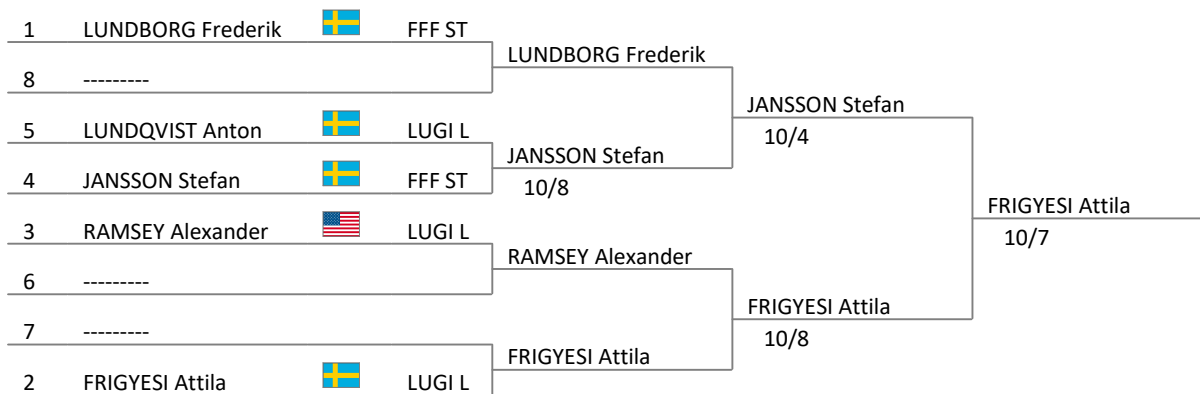 1 LUNDBORG Frederik FFF ST
LUNDBORG Frederik
8 ---------
JANSSON Stefan
10/4
5 LUNDQVIST Anton LUGI L
JANSSON Stefan
10/8
4 JANSSON Stefan FFF ST
FRIGYESI Attila
10/7
3 RAMSEY Alexander LUGI L
RAMSEY Alexander
6 ---------
FRIGYESI Attila
10/8
7 ---------
FRIGYESI Attila
2 FRIGYESI Attila LUGI L